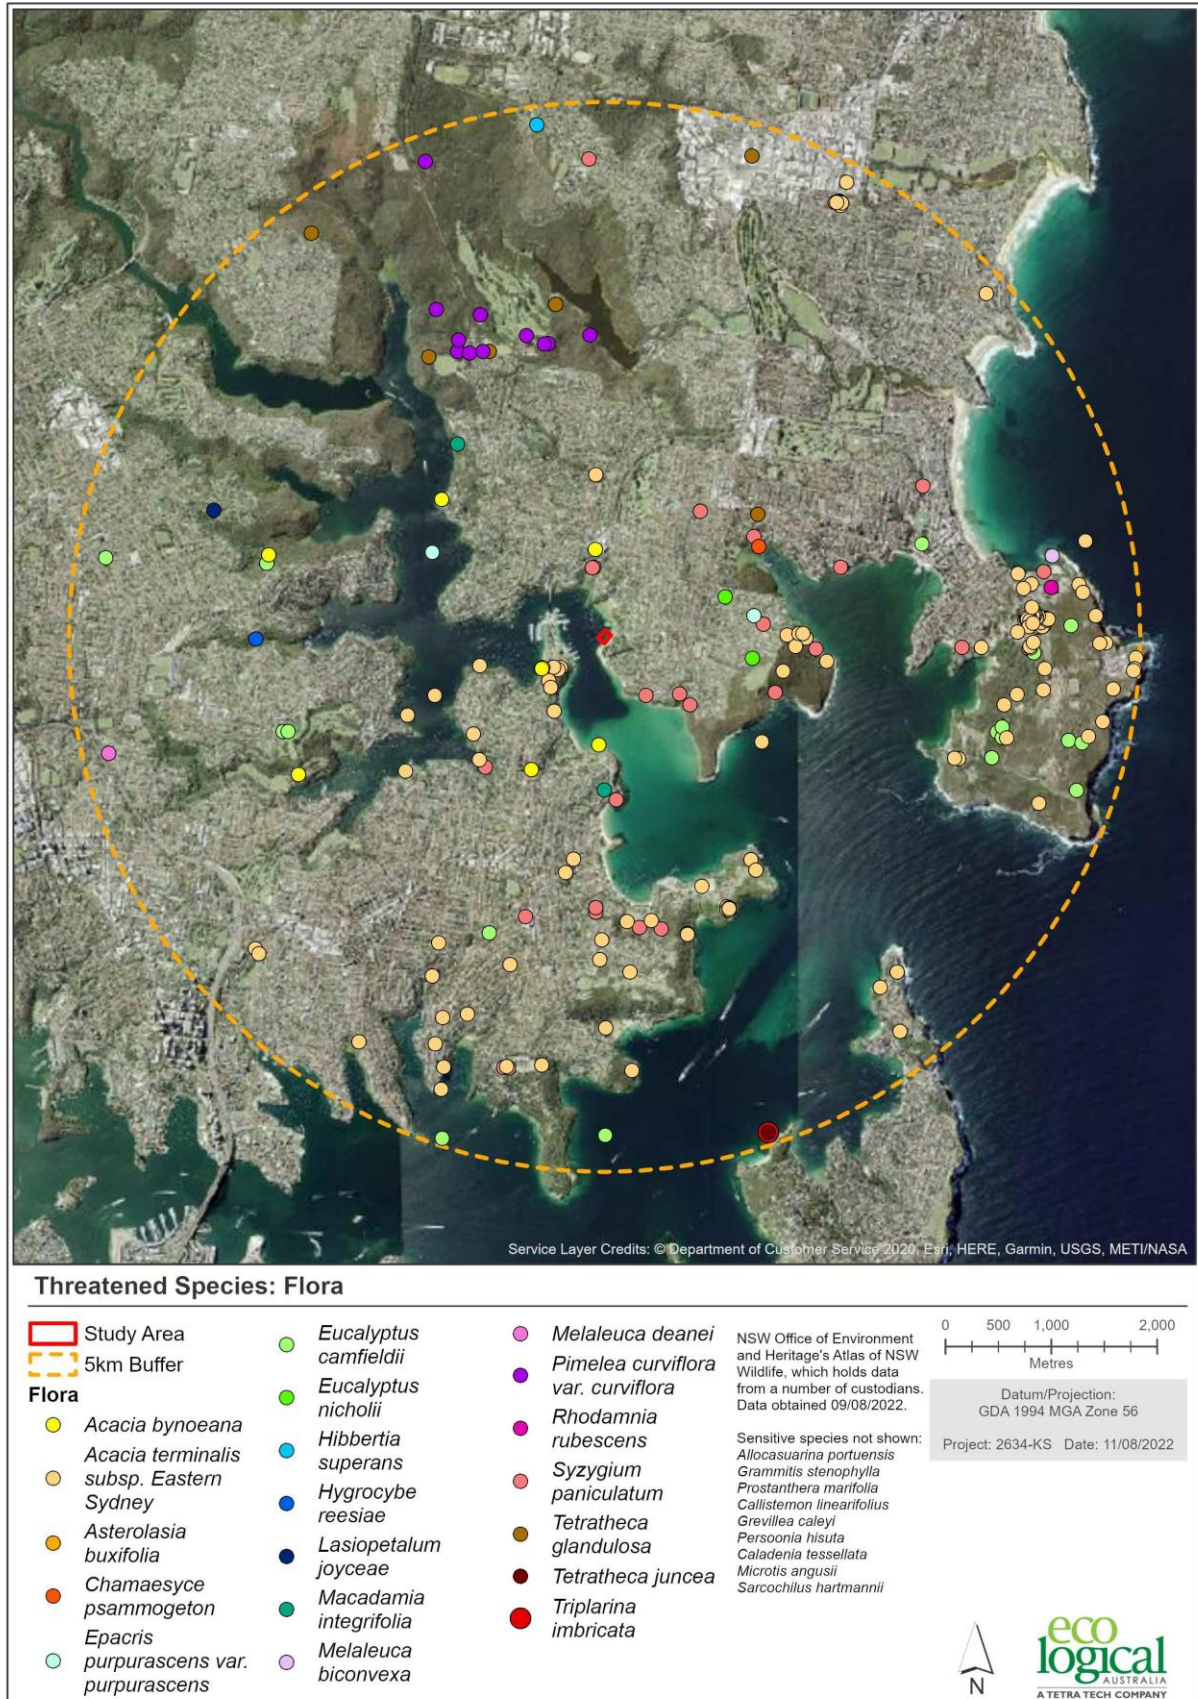 Service Layer Credits: © Department of Customer Service 2020, Esri, HERE, Garmin, USGS, METI/NASA
Threatened Species: Flora
Study Area
5km Buffer
Flora
Acacia bynoeana
Acacia terminalis
subsp. Eastern
Sydney
Asterolasia
buxifolia
Chamaesyce
psammogeton
Epacris
purpurascens var.
purpurascens
Eucalyptus
camfieldii
Eucalyptus
nicholii
Hibbertia
superans
Hygrocybe
reesiae
Lasiopetalum
joyceae
Macadamia
integrifolia
Melaleuca
biconvexa
Melaleuca deanei
Pimelea curviflora
var. curviflora
Rhodamnia
rubescens
Syzygium
paniculatum
Tetratheca
glandulosa
Tetratheca juncea
Triplarina
imbricata
NSW Office of Environment
and Heritage's Atlas of NSW
Wildlife, which holds data
from a number of custodians.
Data obtained 09/08/2022.
Sensitive species not shown:
Allocasuarina portuensis
Grammitis stenophylla
Prostanthera marifolia
Callistemon linearifolius
Grevillea caleyi
Persoonia hisuta
Caladenia tessellata
Microtis angusii
Sarcochilus hartmannii
0 500 1,000 2,000
Metres
Datum/Projection:
GDA 1994 MGA Zone 56
Project: 2634-KS Date: 11/08/2022
N
eco
logical
AUSTRALIA
A TETRA TECH COMPANY